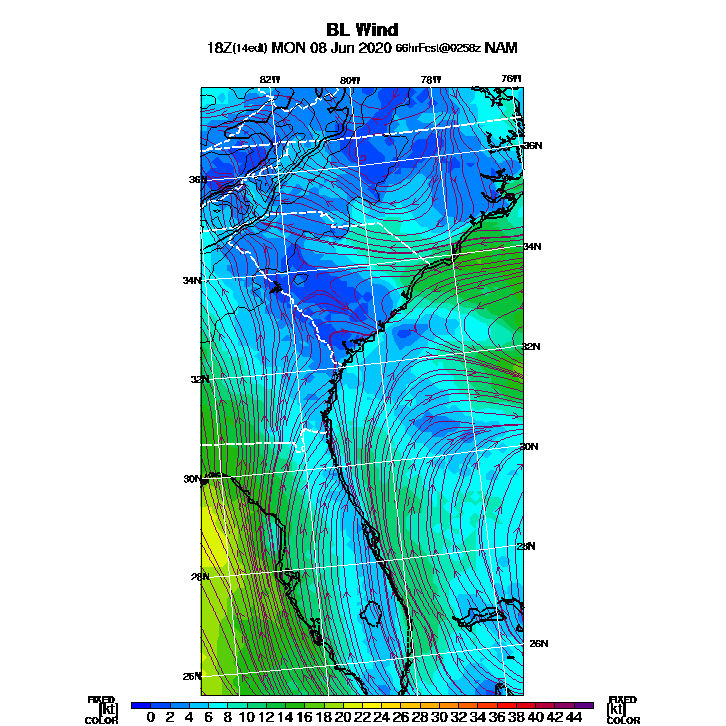 BL Wind
18Z(14edt) MON 08 Jun 2020 66hrFcst@0258z NAM
82W 80W 78W 76W
36N
36N
34N
34N
32N
32N
30N
30N
28N
28N
26N
26N
FIXED FIXED
[kt] 0 2 4 6 8 10 12 14 16 18 20 22 24 26 28 30 32 34 36 38 40 42 44 [kt]
COLOR COLOR